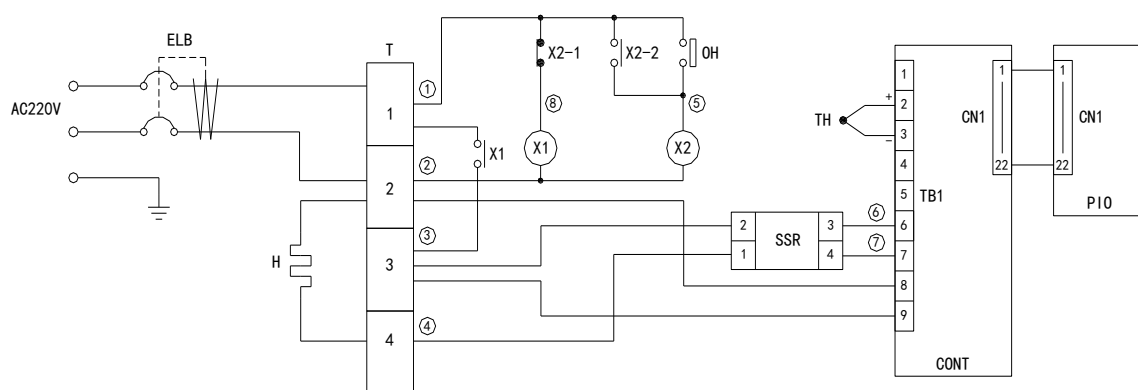 ELB
AC220V
H
T
1
2
3
4
①
②
③
④
X1
X2-1
X2-2
OH
⑧
⑤
X1
X2
TH
+
−
2
1
SSR
3
4
⑥
⑦
1
2
3
4
5
6
7
8
9
TB1
CN1
1
22
CONT
1
22
CN1
PIO